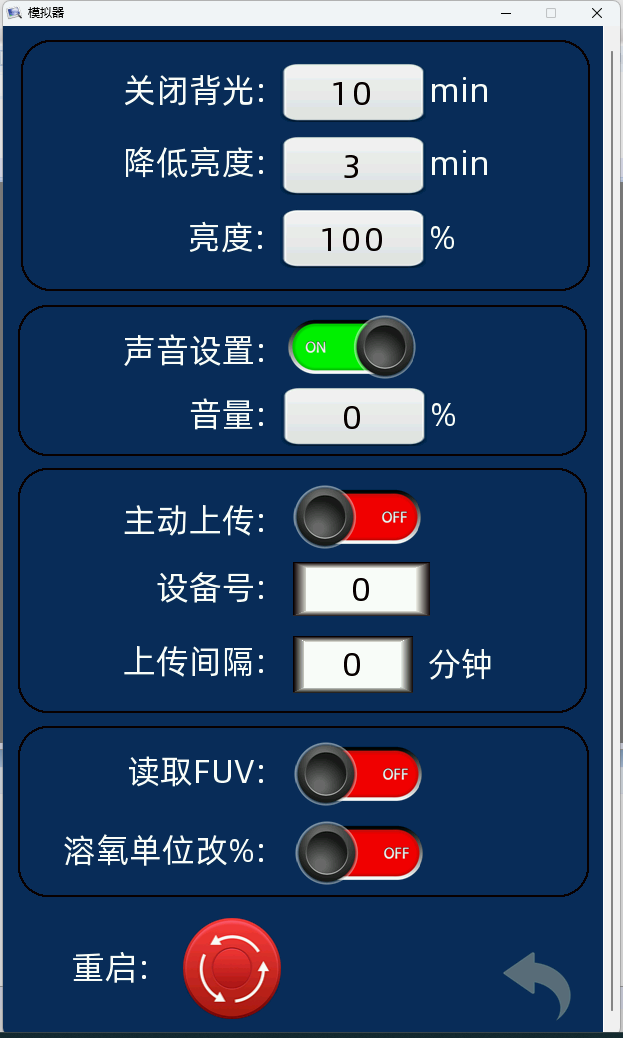 模拟器
关闭背光: 10 min
降低亮度: 3 min
亮度: 100 %
声音设置: ON
音量: 0 %
主动上传: OFF
设备号: 0
上传间隔: 0 分钟
读取FUV: OFF
溶氧单位改%: OFF
重启: